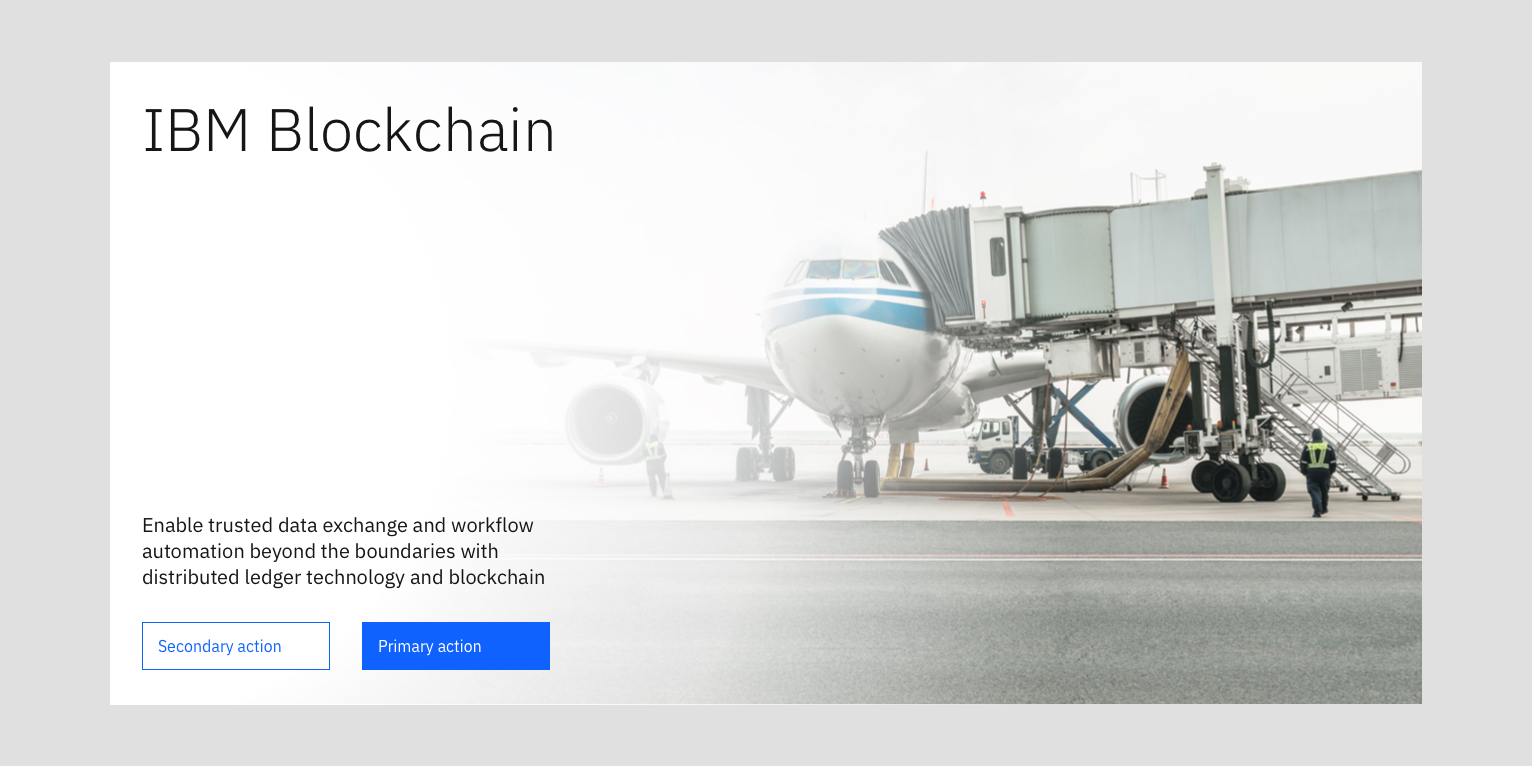 IBM Blockchain
Enable trusted data exchange and workflow
automation beyond the boundaries with
distributed ledger technology and blockchain
Secondary action
Primary action